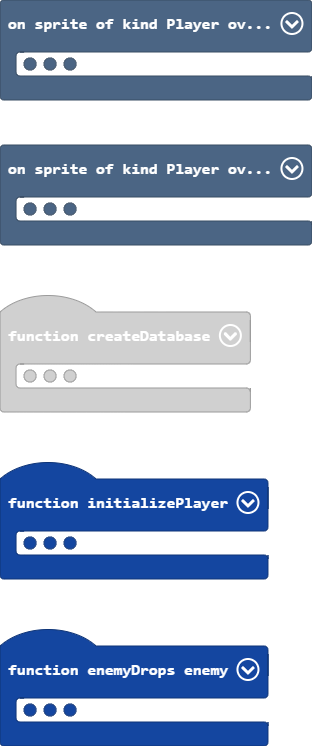 on sprite of kind Player ov...
on sprite of kind Player ov...
function createDatabase
function initializePlayer
function enemyDrops enemy